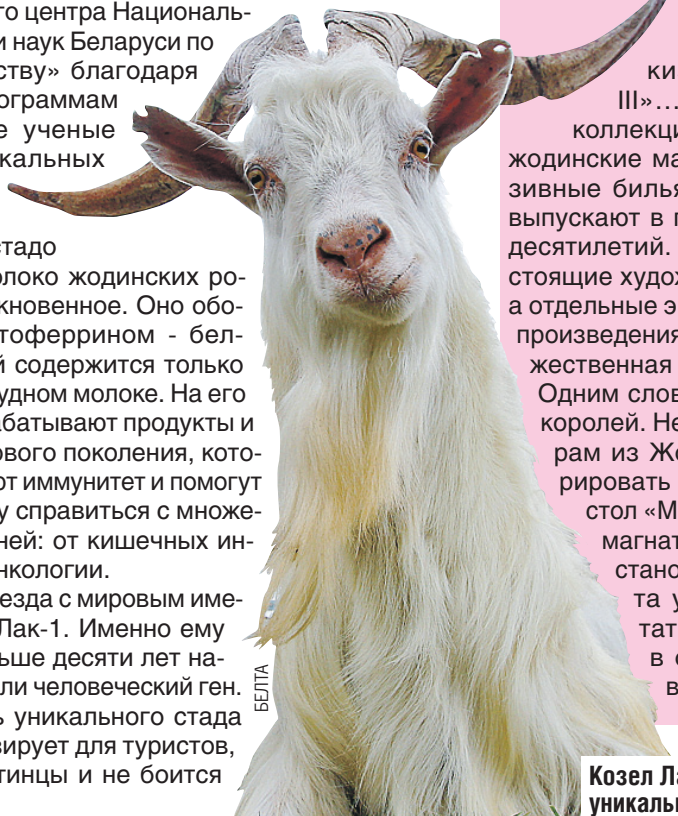 го центра Националь-
и наук Беларуси по
ству» благодаря
ограммам
е ученые
кальных
стадо
олоко жодинских ро-
кновенное. Оно обо-
тоферрином - бел-
й содержится только
удном молоке. На его
абатывают продукты и
ового поколения, кото-
от иммунитет и помогут
у справиться с множе-
ней: от кишечных ин-
нкологии.
езда с мировым име-
Лак-1. Именно ему
ьше десяти лет на-
ли человеческий ген.
ь уникального стада
зирует для туристов,
тинцы и не боится
БЕЛТА
ки
III»...
коллекци
жодинские ма
зивные билья
выпускают в п
десятилетий.
стоящие худож
а отдельные э
произведения
жественная
Одним слов
королей. Не
рам из Жо
рировать
стол «М
магнат
стано
та у
тат
в с
в
Козел Ла
уникальн